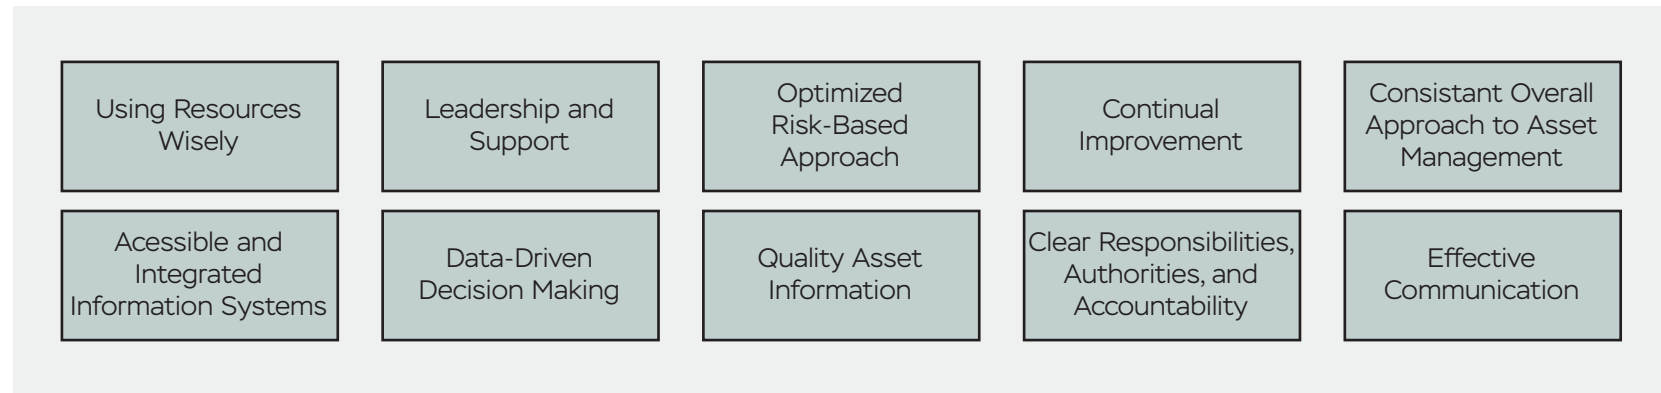 Using Resources
Wisely
Leadership and
Support
Optimized
Risk-Based
Approach
Continual
Improvement
Consistant Overall
Approach to Asset
Management
Acessible and
Integrated
Information Systems
Data-Driven
Decision Making
Quality Asset
Information
Clear Responsibilities,
Authorities, and
Accountability
Effective
Communication